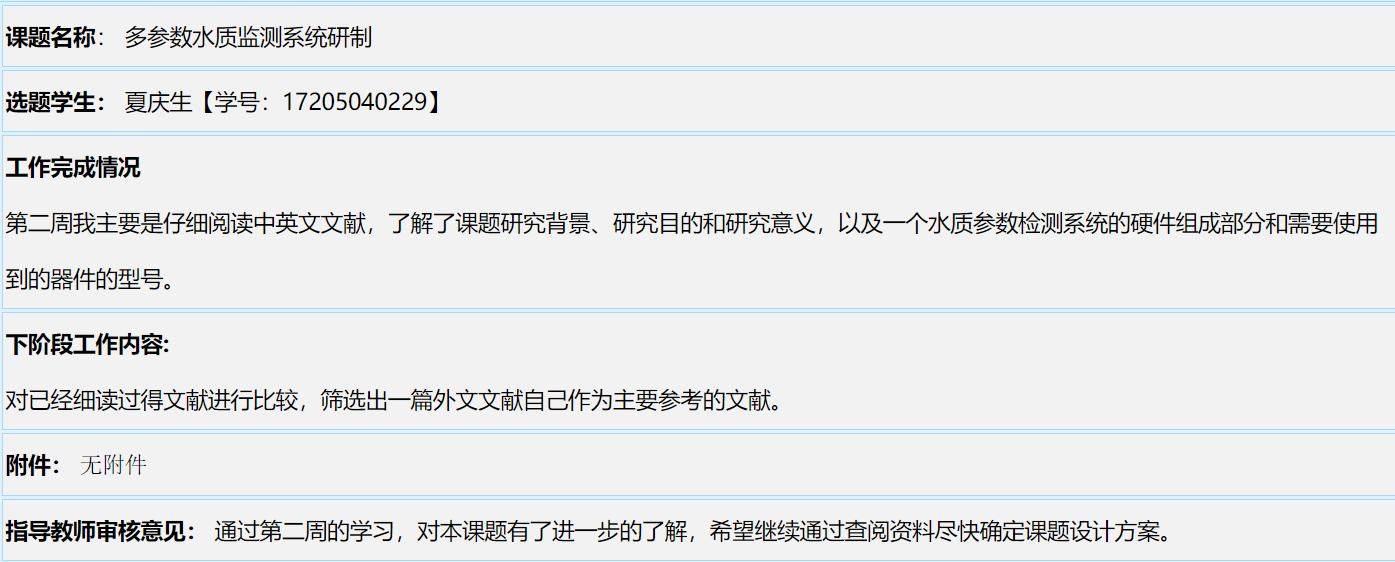 课题名称： 多参数水质监测系统研制
选题学生： 夏庆生【学号：17205040229】
工作完成情况
第二周我主要是仔细阅读中英文文献，了解了课题研究背景、研究目的和研究意义，以及一个水质参数检测系统的硬件组成部分和需要使用
到的器件的型号。
下阶段工作内容:
对已经细读过得文献进行比较，筛选出一篇外文文献自己作为主要参考的文献。
附件： 无附件
指导教师审核意见： 通过第二周的学习，对本课题有了进一步的了解，希望继续通过查阅资料尽快确定课题设计方案。